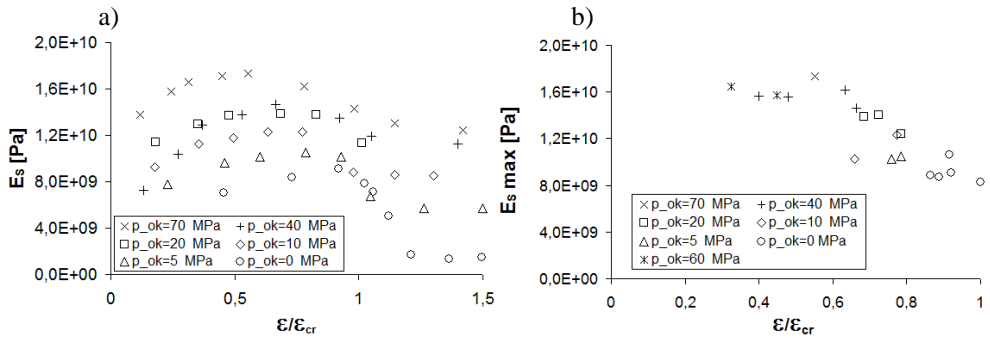 a)
2,0E+10
1,6E+10
1,2E+10
8,0E+09
4,0E+09
0,0E+00
Es [Pa]
× p_ok=70 MPa + p_ok=40 MPa
□ p_ok=20 MPa ◇ p_ok=10 MPa
△ p_ok=5 MPa ○ p_ok=0 MPa
0 0,5 1 1,5
ε/εcr
b)
2,0E+10
1,6E+10
1,2E+10
8,0E+09
4,0E+09
0,0E+00
Es max [Pa]
× p_ok=70 MPa + p_ok=40 MPa
□ p_ok=20 MPa ◇ p_ok=10 MPa
△ p_ok=5 MPa ○ p_ok=0 MPa
p_ok=60 MPa
0 0,2 0,4 0,6 0,8 1
ε/εcr